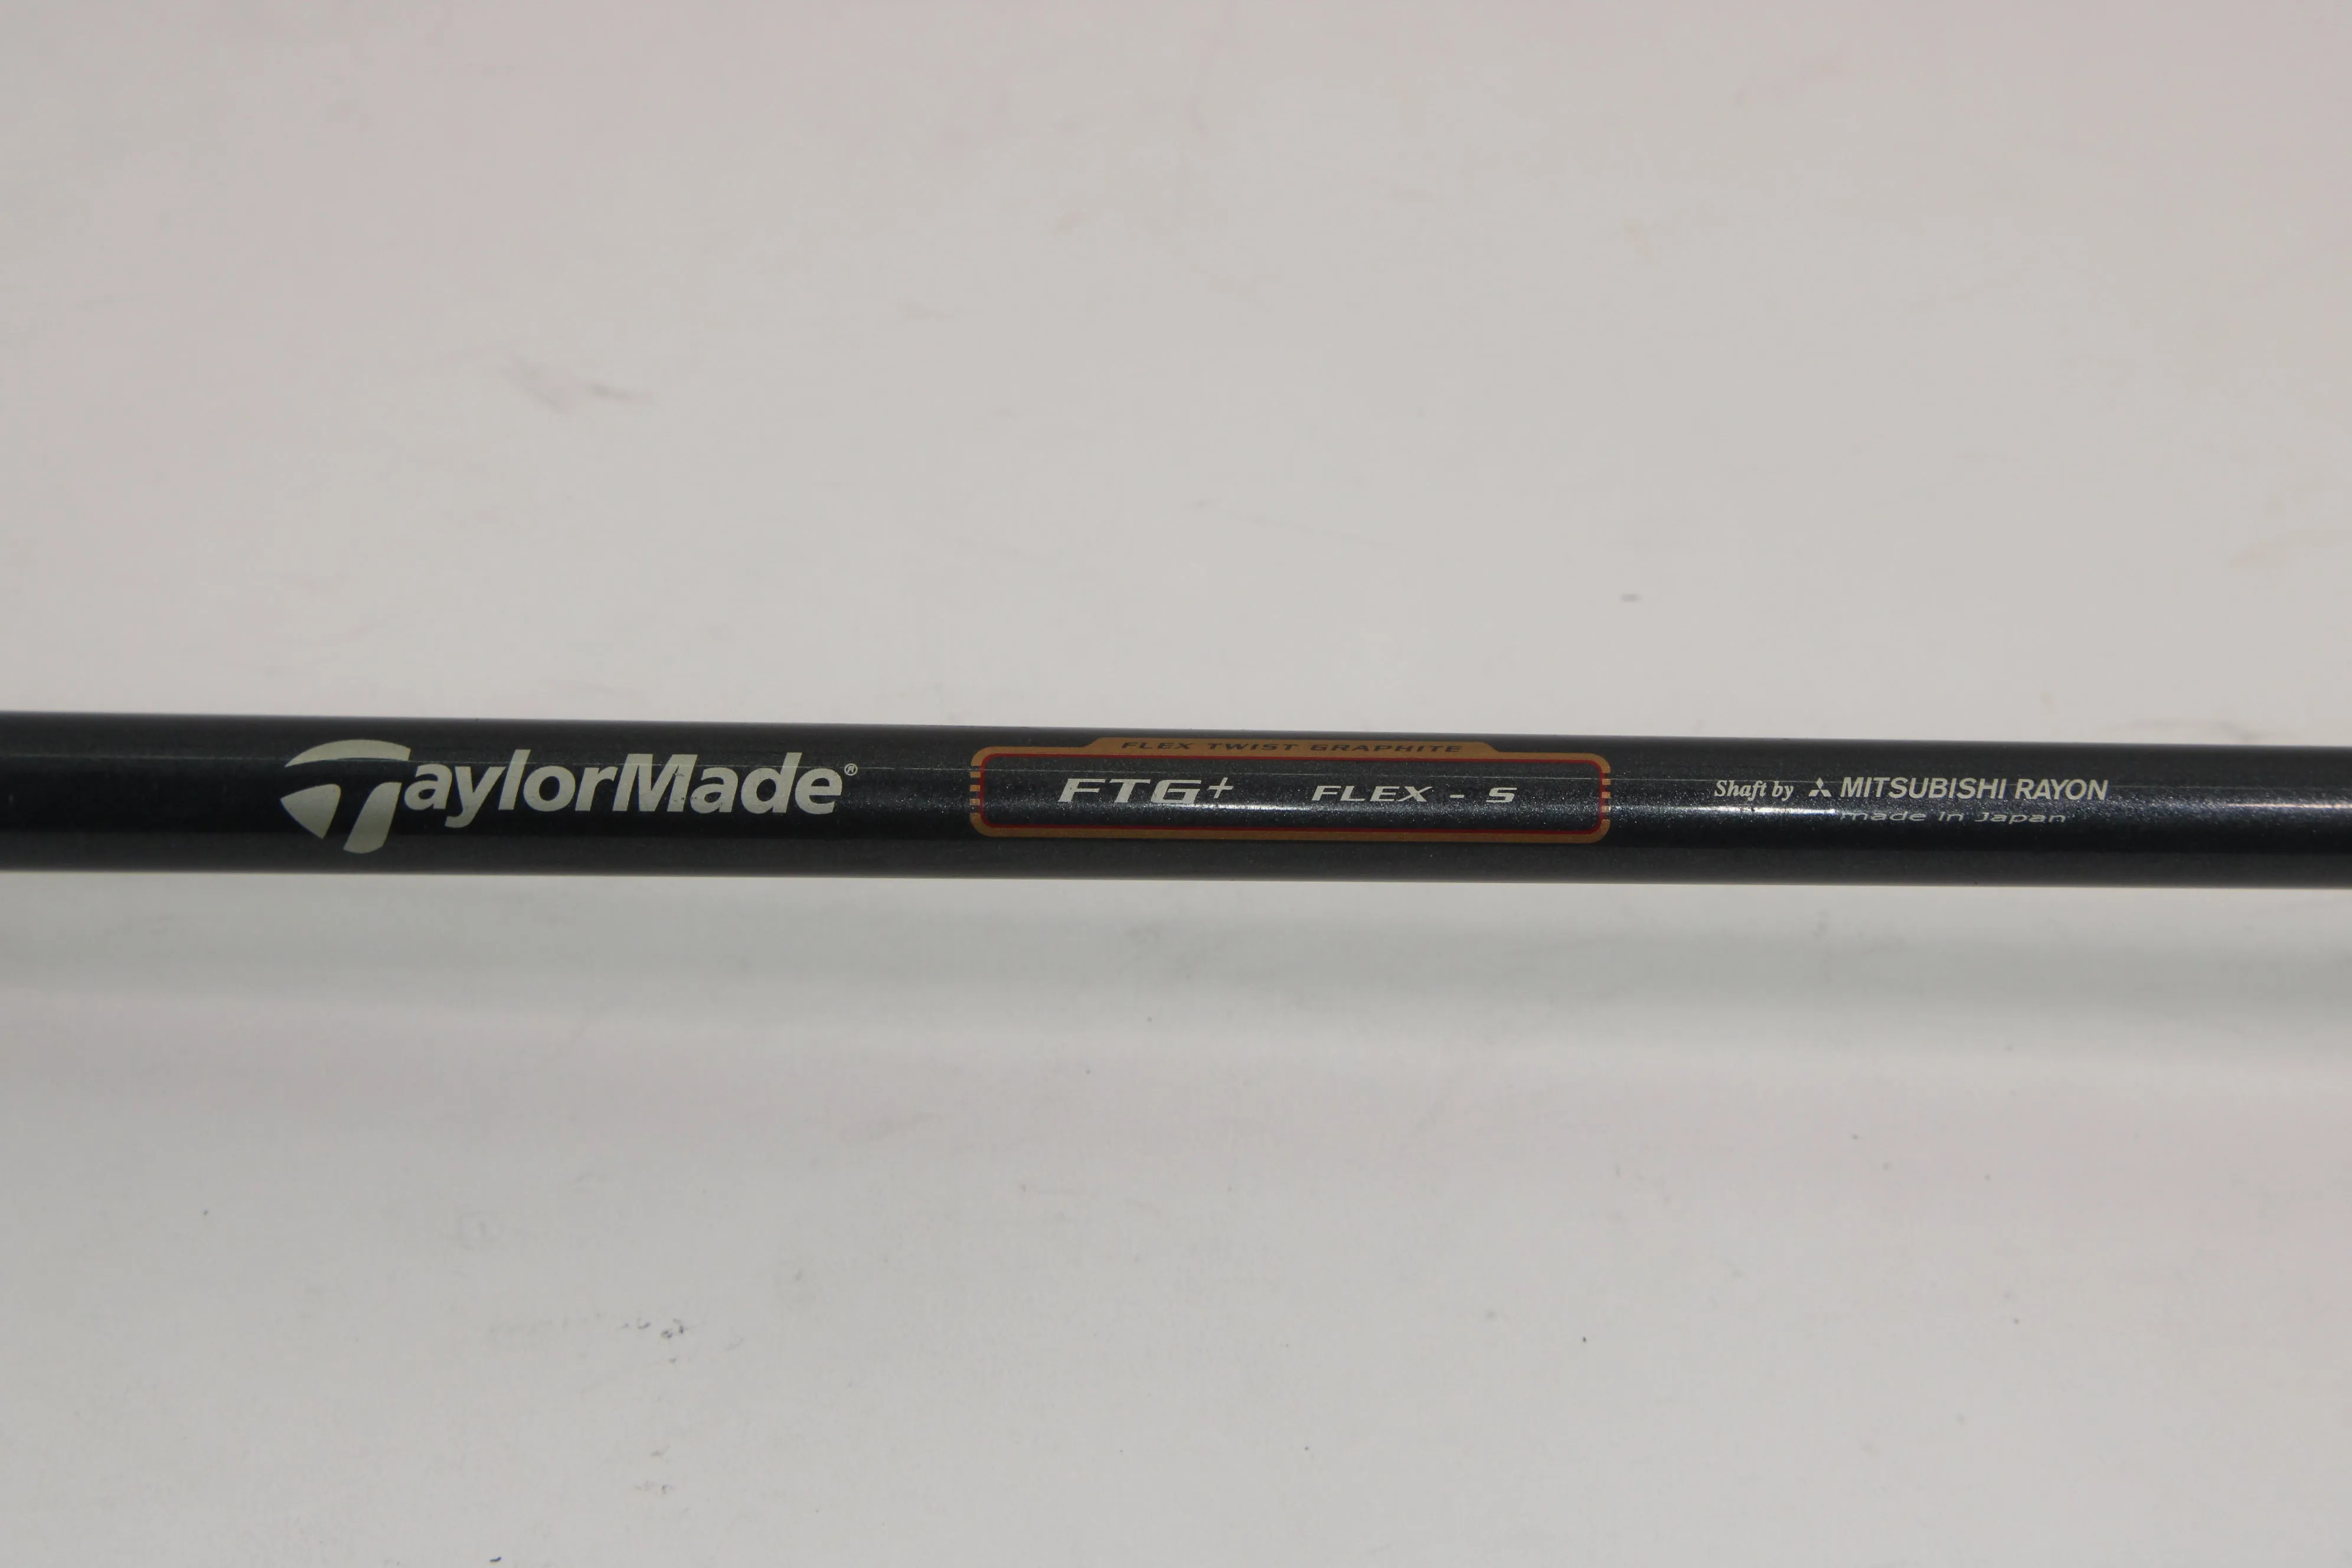 TaylorMade®
FLEX TWIST GRAPHITE
FTG+ FLEX - S
Shaft by MITSUBISHI RAYON
made in Japan